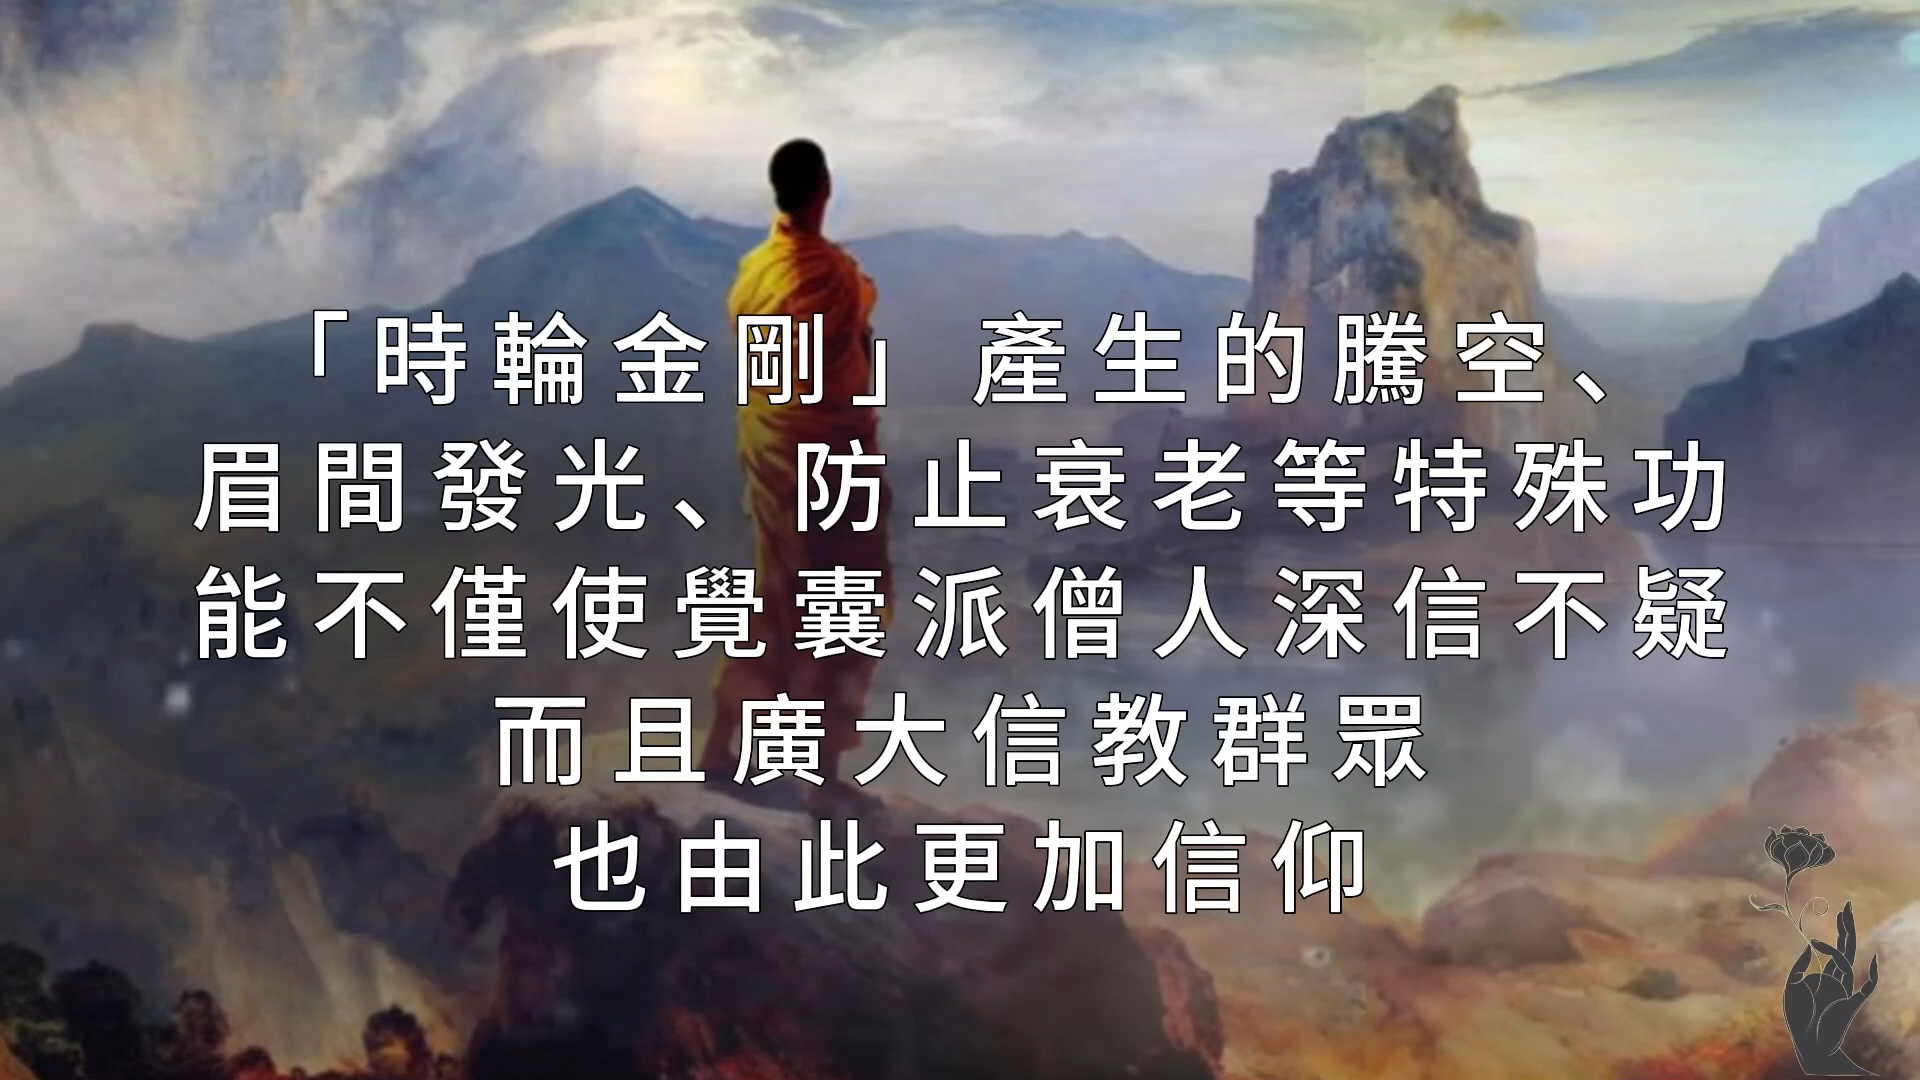 「時輪金剛」產生的騰空、
眉間發光、防止衰老等特殊功
能不僅使覺囊派僧人深信不疑
而且廣大信教群眾
也由此更加信仰